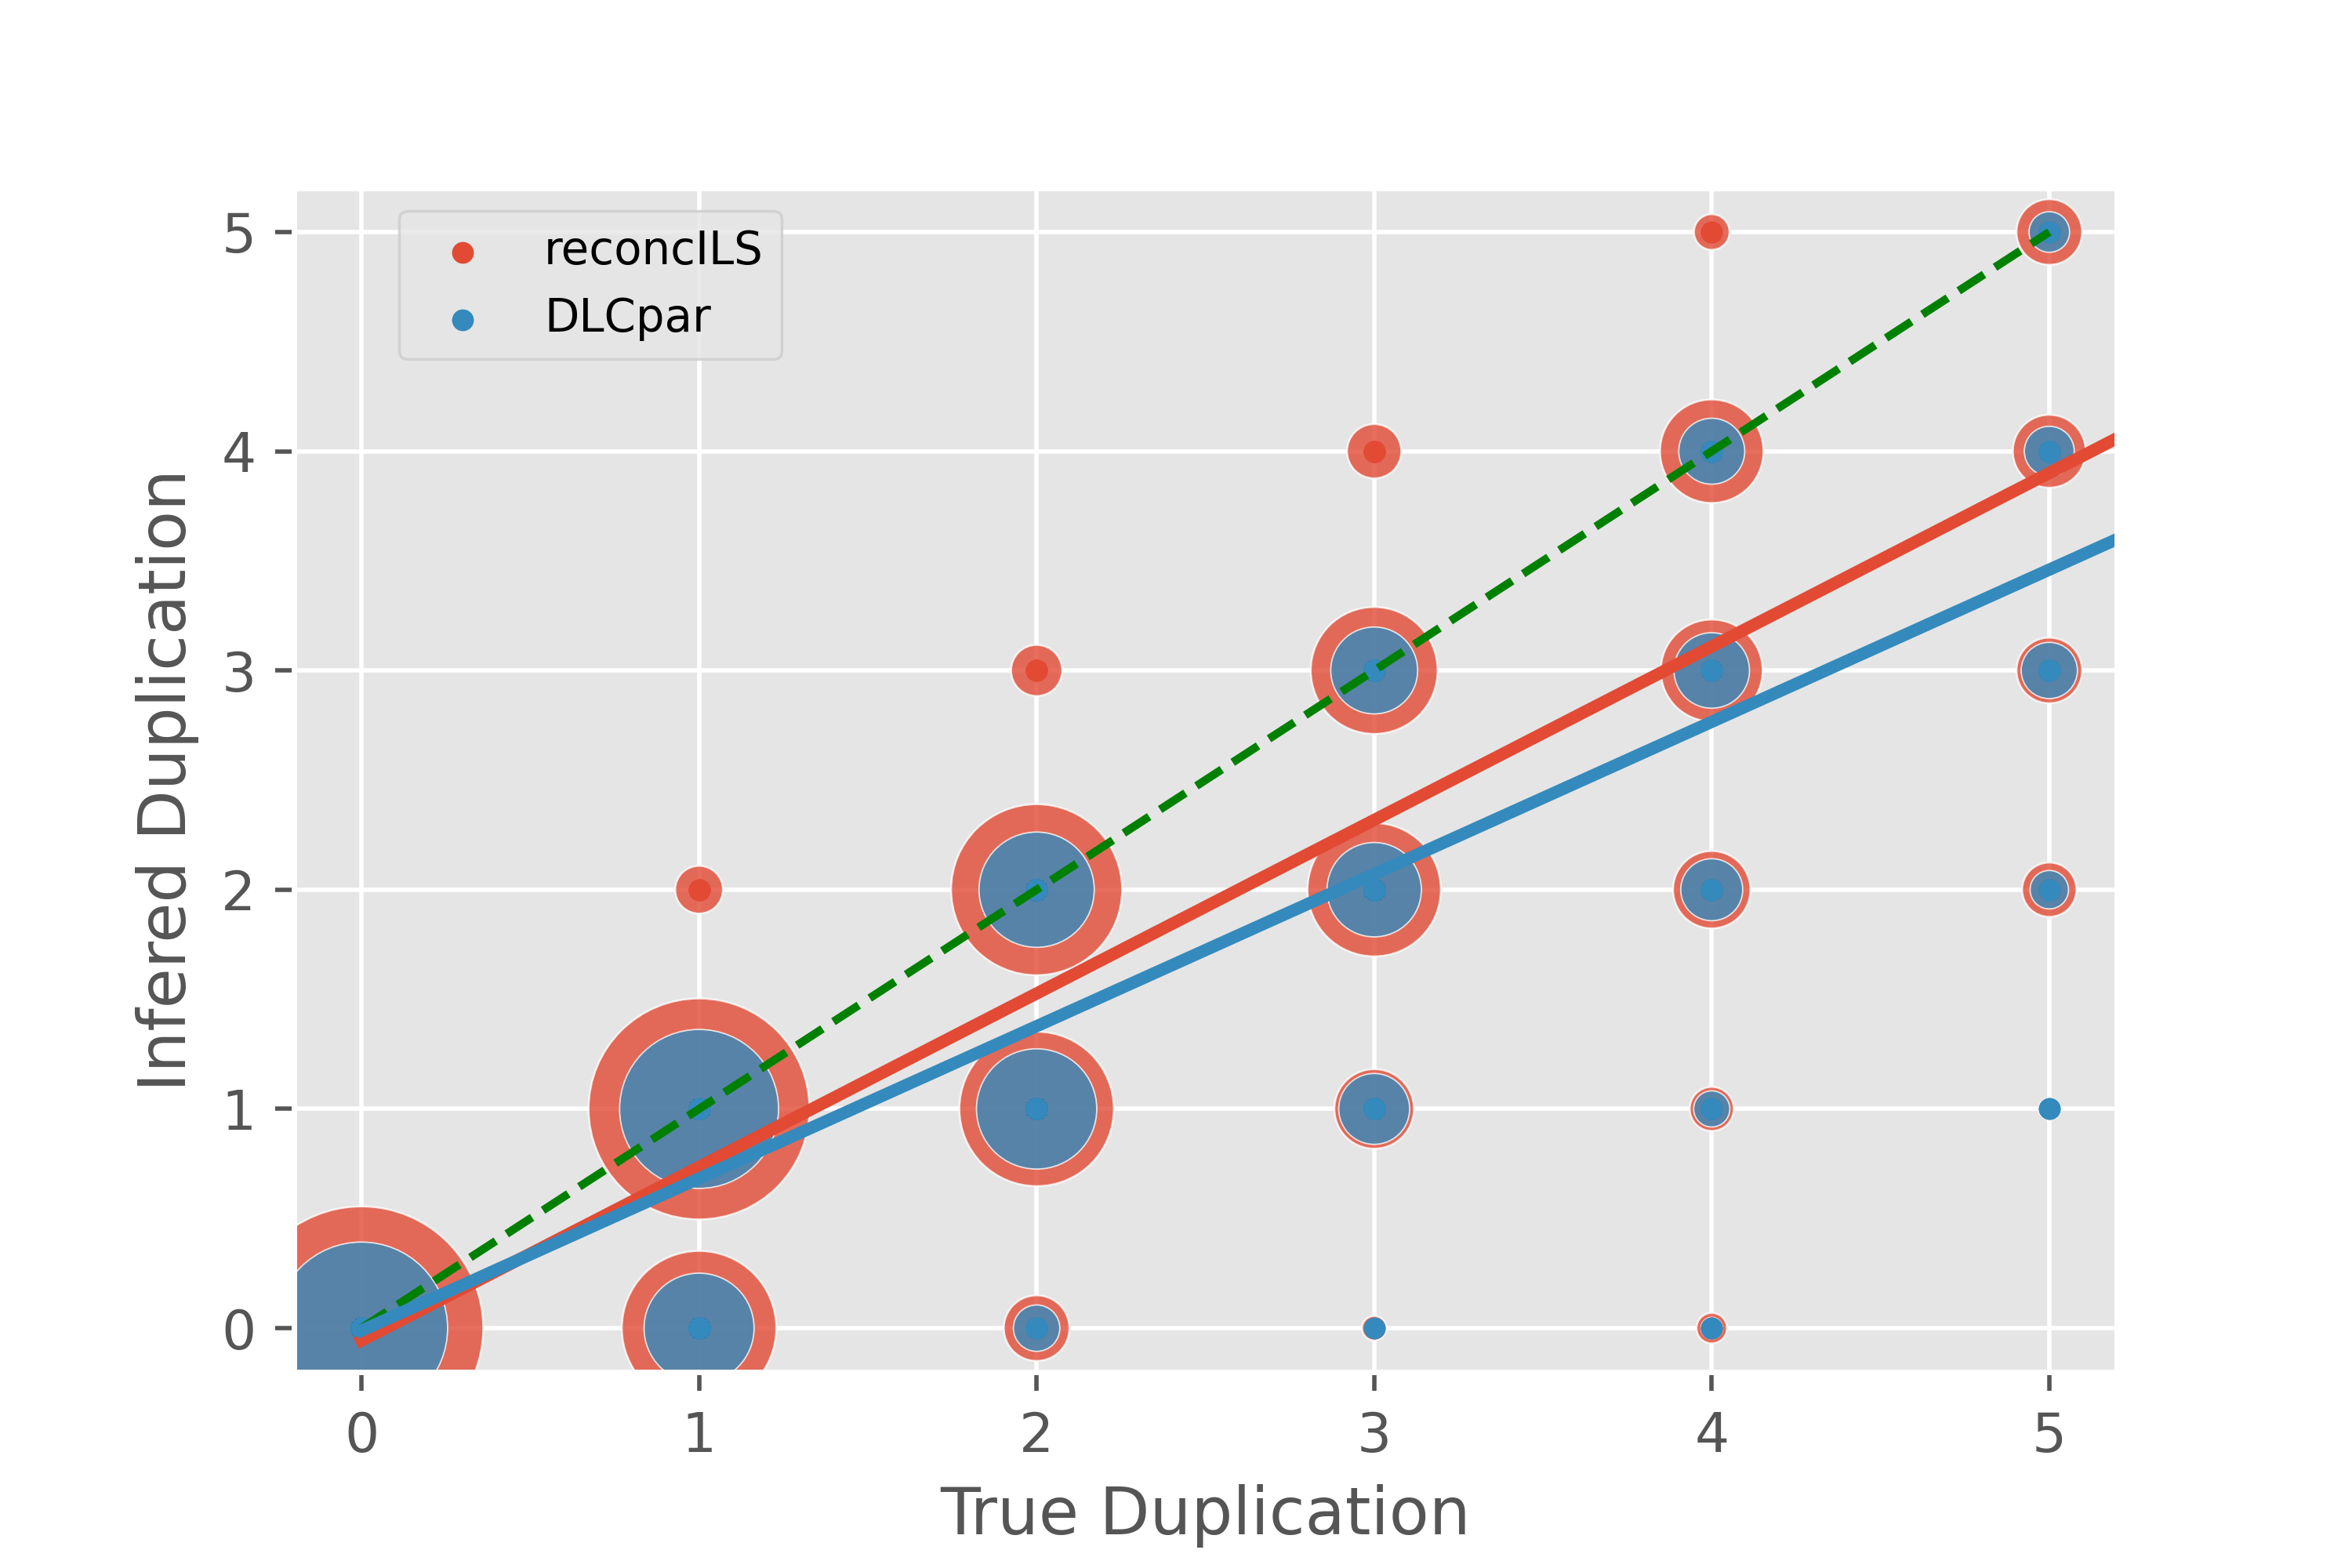 reconcILS
DLCpar
5
4
3
2
1
0
Infered Duplication
0 1 2 3 4 5
True Duplication